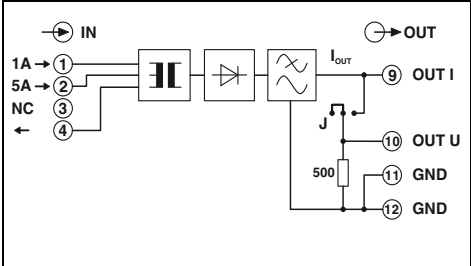 IN
OUT
1A → 1
5A → 2
NC 3
← 4
I_OUT
9 OUT I
J
10 OUT U
500
11 GND
12 GND